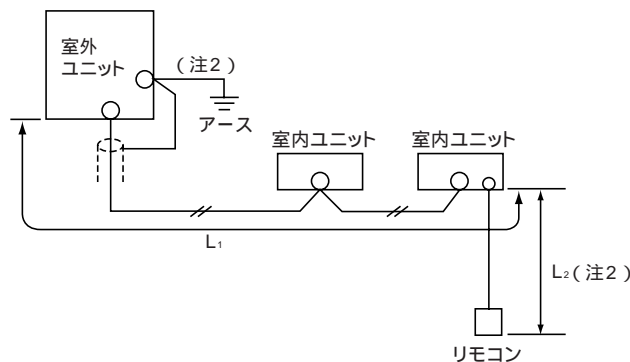 室外
ユニット
（注2）
アース
室内ユニット
室内ユニット
L1
L2（注2）
リモコン